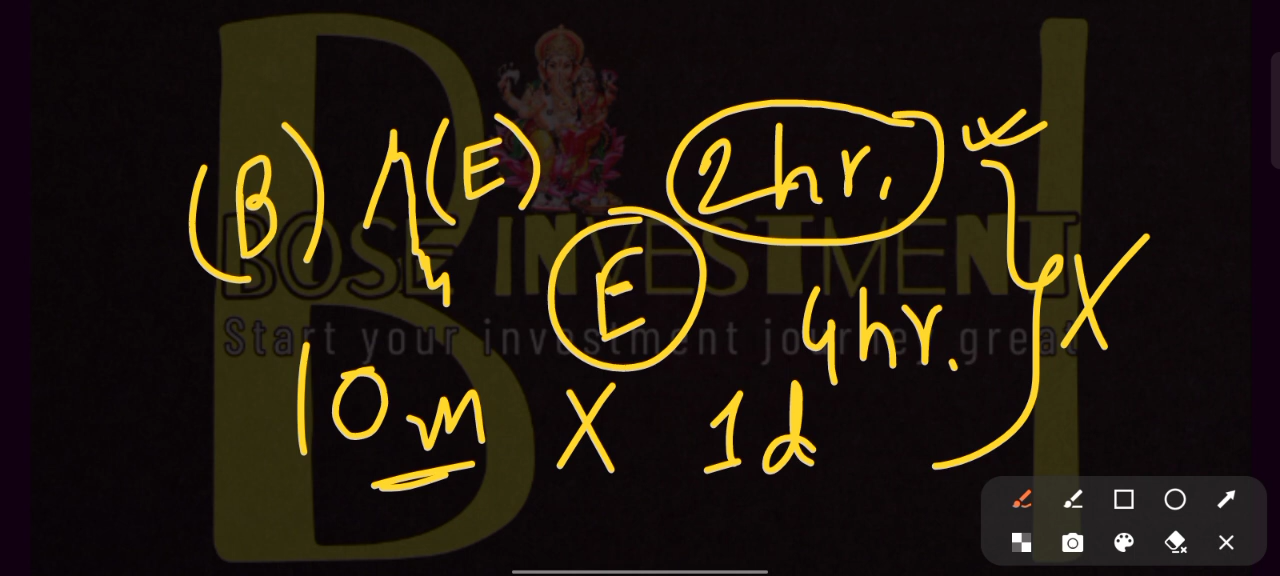 (B) (E) 2hr.
BOSE INVESTMENT
E
Start your investment journey great
4hr.
10m X 1d X